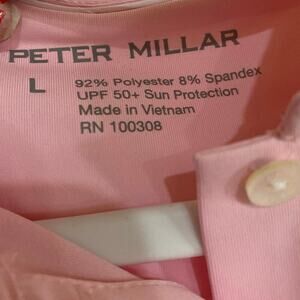 PETER MILLAR
L
92% Polyester 8% Spandex
UPF 50+ Sun Protection
Made in Vietnam
RN 100308